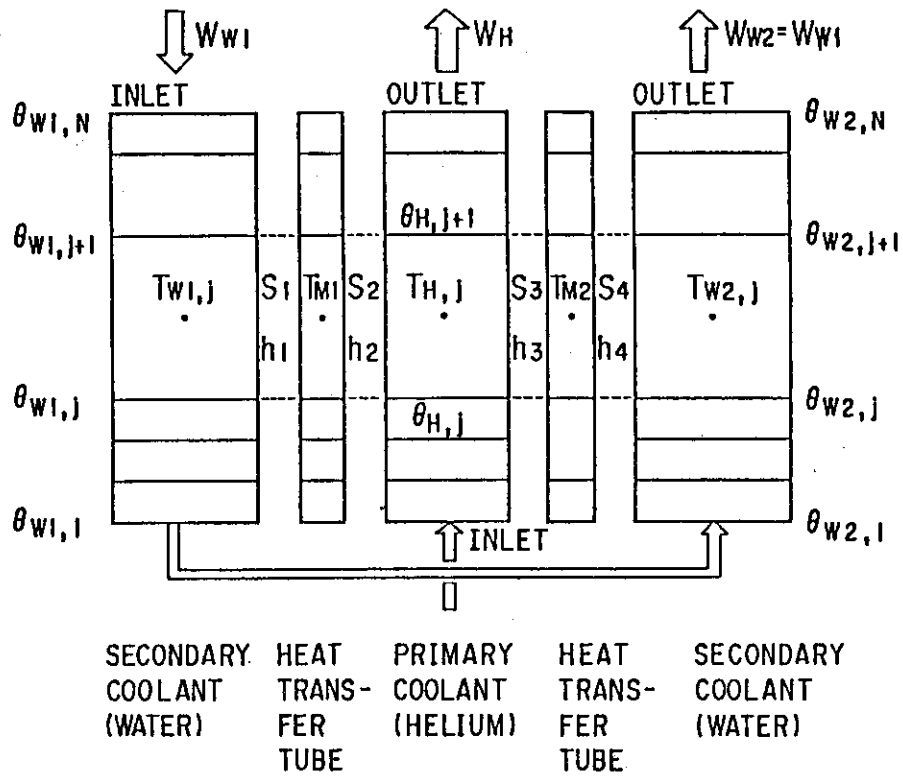 WW1 WH WW2=WW1
INLET OUTLET OUTLET
θW1,N θW2,N
θH,j+1
θW1,j+1 θW2,j+1
TW1,j S1 TM1 S2 TH,j S3 TM2 S4 TW2,j
h1 h2 h3 h4
θW1,j θW2,j
θH,j
θW1,1 θW2,1
INLET
SECONDARY HEAT PRIMARY HEAT SECONDARY
COOLANT TRANS- COOLANT TRANS- COOLANT
(WATER) FER (HELIUM) FER (WATER)
TUBE TUBE